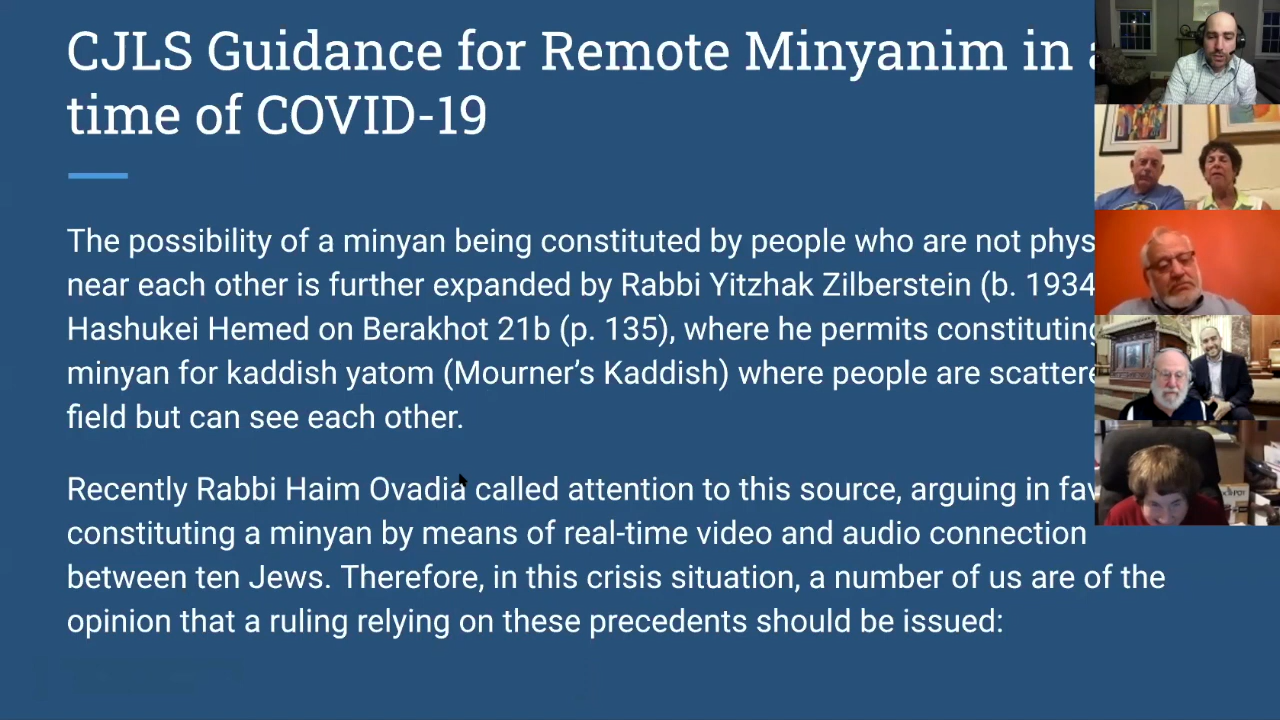 CJLS Guidance for Remote Minyanim in a
time of COVID-19
The possibility of a minyan being constituted by people who are not phys
near each other is further expanded by Rabbi Yitzhak Zilberstein (b. 1934
Hashukei Hemed on Berakhot 21b (p. 135), where he permits constituting
minyan for kaddish yatom (Mourner’s Kaddish) where people are scattere
field but can see each other.
Recently Rabbi Haim Ovadia called attention to this source, arguing in fav
constituting a minyan by means of real-time video and audio connection
between ten Jews. Therefore, in this crisis situation, a number of us are of the
opinion that a ruling relying on these precedents should be issued: